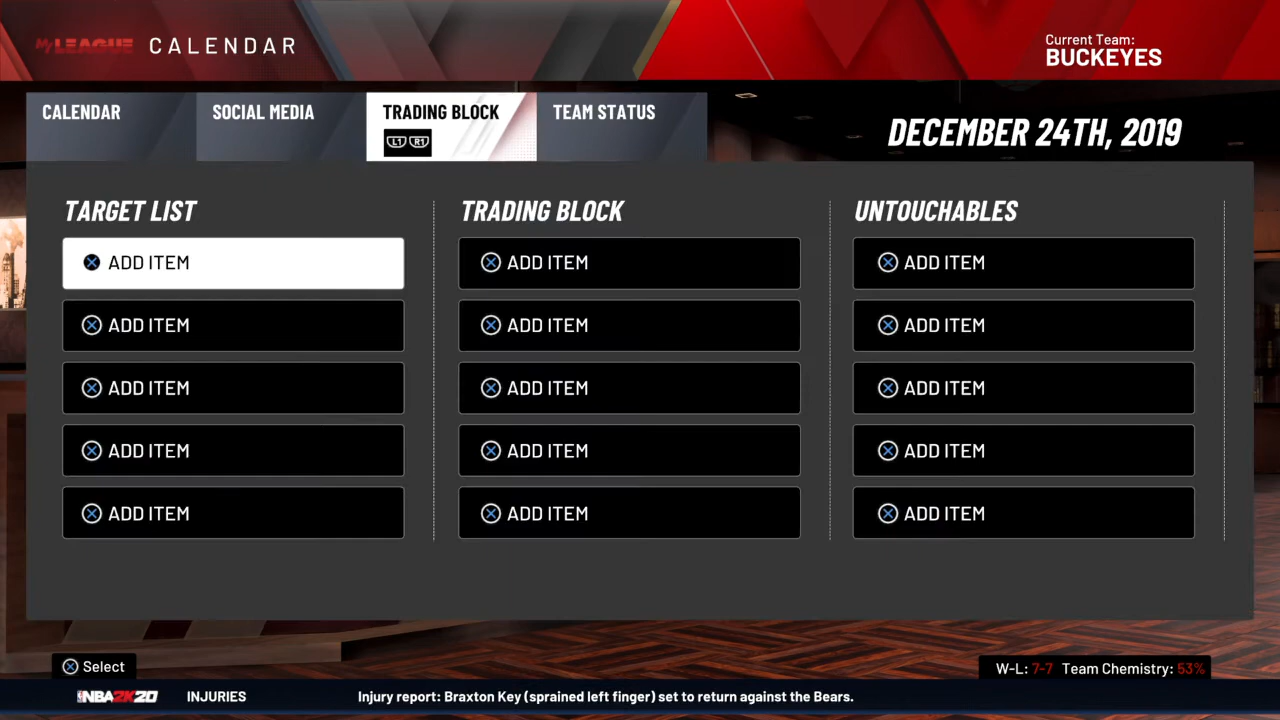 MyLEAGUE CALENDAR
Current Team:
BUCKEYES
CALENDAR
SOCIAL MEDIA
TRADING BLOCK
L1 R1
TEAM STATUS
DECEMBER 24TH, 2019
TARGET LIST
ADD ITEM
ADD ITEM
ADD ITEM
ADD ITEM
ADD ITEM
TRADING BLOCK
ADD ITEM
ADD ITEM
ADD ITEM
ADD ITEM
ADD ITEM
UNTOUCHABLES
ADD ITEM
ADD ITEM
ADD ITEM
ADD ITEM
ADD ITEM
Select
W-L: 7-7 Team Chemistry: 53%
NBA2K20 INJURIES Injury report: Braxton Key (sprained left finger) set to return against the Bears.